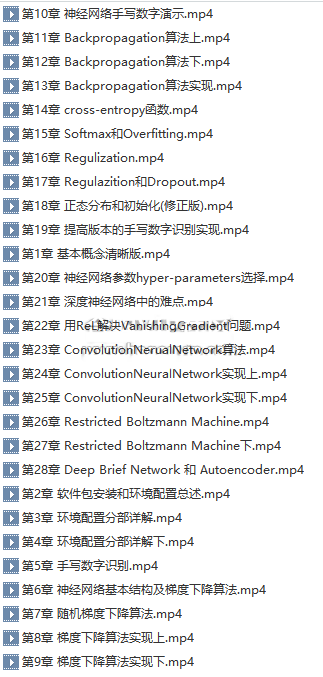 第10章 神经网络手写数字演示.mp4
第11章 Backpropagation算法上.mp4
第12章 Backpropagation算法下.mp4
第13章 Backpropagation算法实现.mp4
第14章 cross-entropy函数.mp4
第15章 Softmax和Overfitting.mp4
第16章 Regulization.mp4
第17章 Regulazition和Dropout.mp4
第18章 正态分布和初始化(修正版).mp4
第19章 提高版本的手写数字识别实现.mp4
第1章 基本概念清晰版.mp4
第20章 神经网络参数hyper-parameters选择.mp4
第21章 深度神经网络中的难点.mp4
第22章 用ReL解决VanishingGradient问题.mp4
第23章 ConvolutionNerualNetwork算法.mp4
第24章 ConvolutionNeuralNetwork实现上.mp4
第25章 ConvolutionNeuralNetwork实现下.mp4
第26章 Restricted Boltzmann Machine.mp4
第27章 Restricted Boltzmann Machine下.mp4
第28章 Deep Brief Network 和 Autoencoder.mp4
第2章 软件包安装和环境配置总述.mp4
第3章 环境配置分部详解.mp4
第4章 环境配置分部详解下.mp4
第5章 手写数字识别.mp4
第6章 神经网络基本结构及梯度下降算法.mp4
第7章 随机梯度下降算法.mp4
第8章 梯度下降算法实现上.mp4
第9章 梯度下降算法实现下.mp4